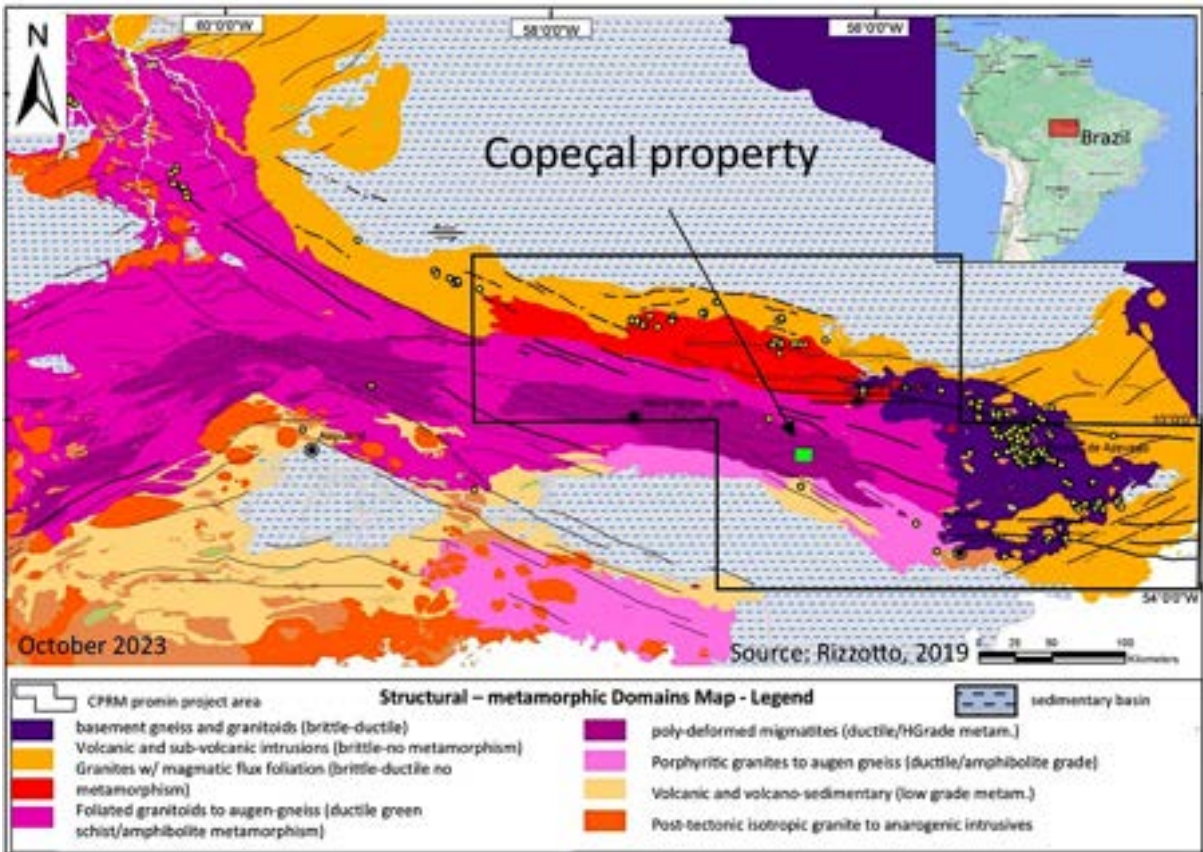 N
60°0'0"W
58°0'0"W
56°0'0"W
Brazil
Copeçal property
54°0'0"W
October 2023
Source; Rizzotto, 2019
100
Kilometers
CPRM promin project area
Structural – metamorphic Domains Map - Legend
sedimentary basin
basement gneiss and granitoids (brittle-ductile)
Volcanic and sub-volcanic intrusions (brittle-no metamorphism)
Granites w/ magmatic flux foliation (brittle-ductile no
metamorphism)
Foliated granitoids to augen-gneiss (ductile green
schist/amphibolite metamorphism)
poly-deformed migmatites (ductile/HGrade metam.)
Porphyritic granites to augen gneiss (ductile/amphibolite grade)
Volcanic and volcano-sedimentary (low grade metam.)
Post-tectonic isotropic granite to anarogenic intrusives